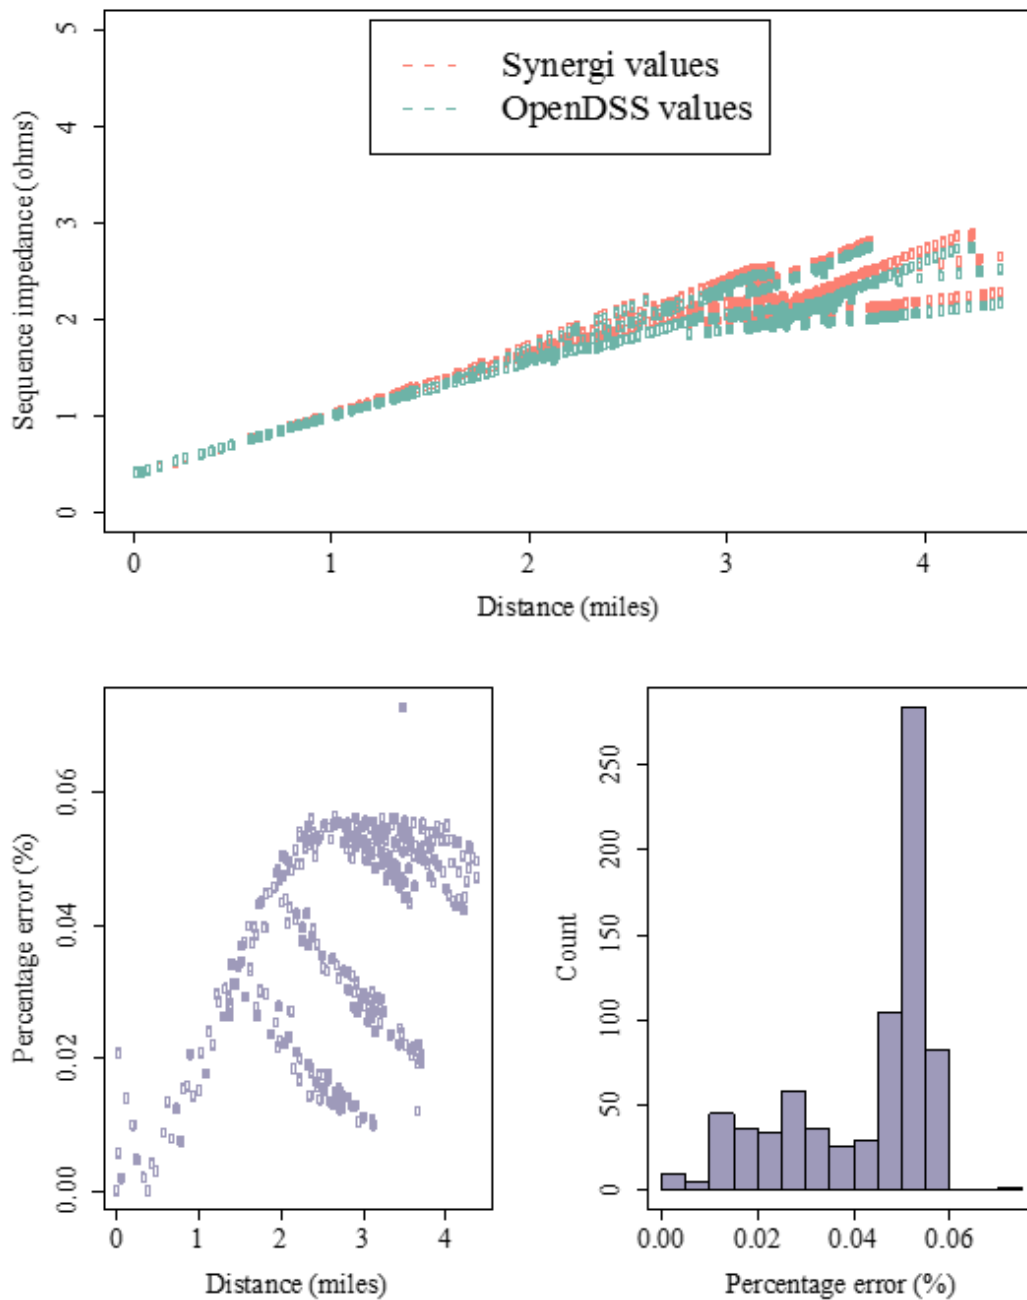 Synergi values
OpenDSS values
Sequence impedance (ohms)
0 1 2 3 4 5
0 1 2 3 4
Distance (miles)
Percentage error (%)
0.00 0.02 0.04 0.06
0 1 2 3 4
Distance (miles)
Count
0 50 100 150 200 250
0.00 0.02 0.04 0.06
Percentage error (%)